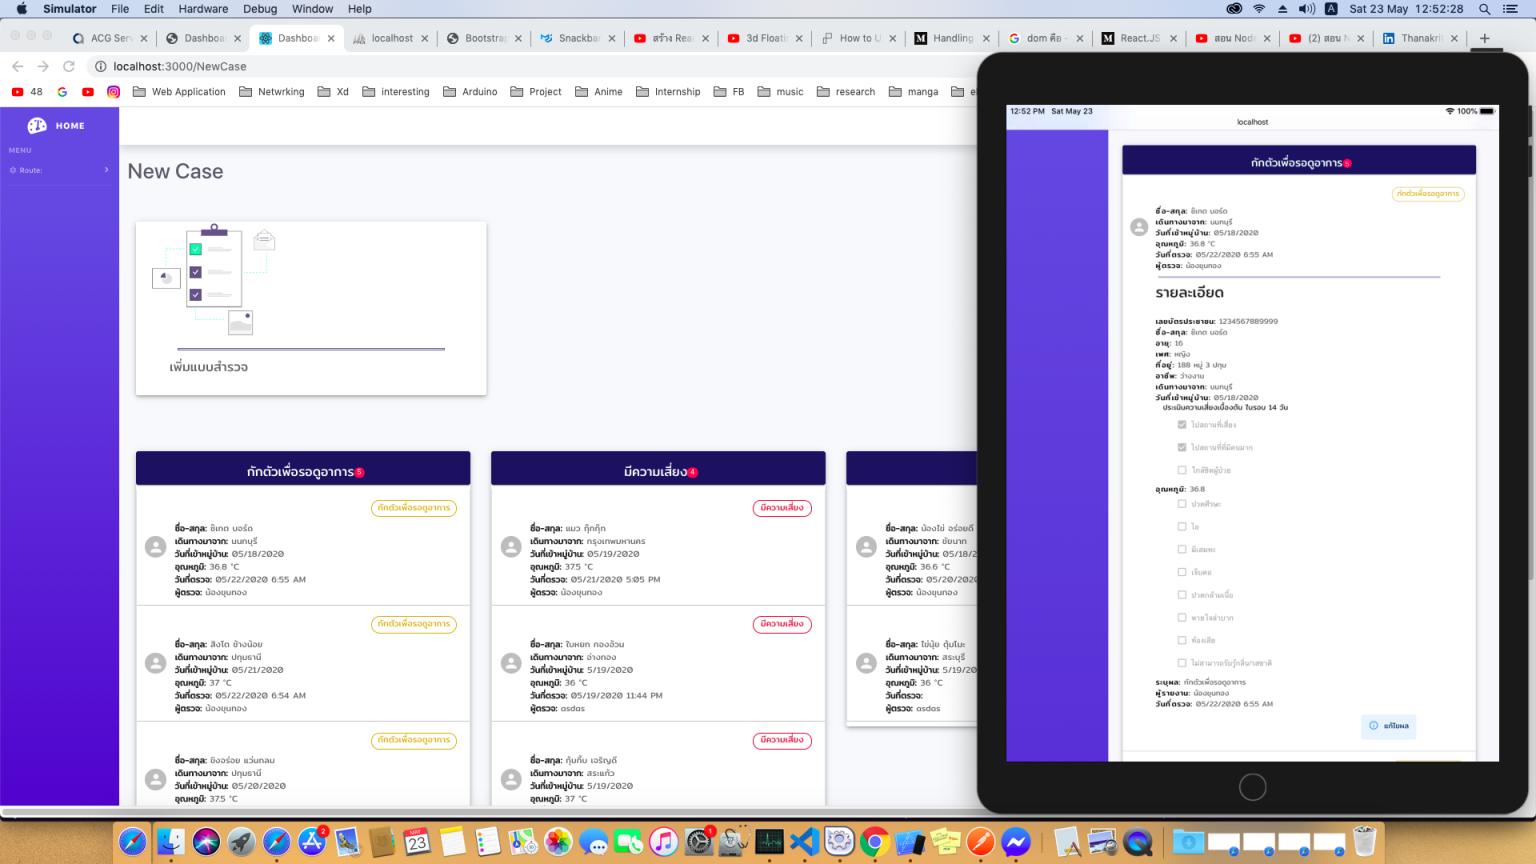 Simulator File Edit Hardware Debug Window Help
Sat 23 May 12:52:28
ACG Serv
Dashboa
Dashboa
localhost
Bootstrap
Snackbar
สร้าง Rea
3d Floatin
How to U
Handling
dom คือ -
React.JS
สอน Node
(2) สอน N
Thanakrit
localhost:3000/NewCase
48
Web Application
Netwrking
Xd
interesting
Arduino
Project
Anime
Internship
FB
music
research
manga
HOME
MENU
Route:
New Case
เพิ่มแบบสำรวจ
กักตัวเพื่อรอดูอาการ 5
กักตัวเพื่อรอดูอาการ
ชื่อ-สกุล: ชิเกต บอร์ด
เดินทางมาจาก: นนทบุรี
วันที่เข้าหมู่บ้าน: 05/18/2020
อุณหภูมิ: 36.8 °C
วันที่ตรวจ: 05/22/2020 6:55 AM
ผู้ตรวจ: น้องขุนทอง
กักตัวเพื่อรอดูอาการ
ชื่อ-สกุล: สิงโต ช้างน้อย
เดินทางมาจาก: ปทุมธานี
วันที่เข้าหมู่บ้าน: 05/21/2020
อุณหภูมิ: 37 °C
วันที่ตรวจ: 05/22/2020 6:54 AM
ผู้ตรวจ: น้องขุนทอง
กักตัวเพื่อรอดูอาการ
ชื่อ-สกุล: ขิงอร่อย แว่นกลม
เดินทางมาจาก: ปทุมธานี
วันที่เข้าหมู่บ้าน: 05/20/2020
อุณหภูมิ: 37.5 °C
มีความเสี่ยง 4
มีความเสี่ยง
ชื่อ-สกุล: แมว กุ๊กกุ๊ก
เดินทางมาจาก: กรุงเทพมหานคร
วันที่เข้าหมู่บ้าน: 05/19/2020
อุณหภูมิ: 37.5 °C
วันที่ตรวจ: 05/21/2020 5:05 PM
ผู้ตรวจ: น้องขุนทอง
มีความเสี่ยง
ชื่อ-สกุล: ใบหยก ทองอ้วน
เดินทางมาจาก: อ่างทอง
วันที่เข้าหมู่บ้าน: 5/19/2020
อุณหภูมิ: 36 °C
วันที่ตรวจ: 05/19/2020 11:44 PM
ผู้ตรวจ: asdas
มีความเสี่ยง
ชื่อ-สกุล: กุ้มกิ้ม เจริญดี
เดินทางมาจาก: สระแก้ว
วันที่เข้าหมู่บ้าน: 5/19/2020
อุณหภูมิ: 37 °C
ชื่อ-สกุล: น้องไข่ อร่อยดี
เดินทางมาจาก: ชัยนาท
วันที่เข้าหมู่บ้าน: 05/18/2
อุณหภูมิ: 36.6 °C
วันที่ตรวจ: 05/20/202
ผู้ตรวจ: น้องขุนทอง
ชื่อ-สกุล: ไข่นุ้ย ตุ้มโมะ
เดินทางมาจาก: สระบุรี
วันที่เข้าหมู่บ้าน: 5/19/20
อุณหภูมิ: 36 °C
วันที่ตรวจ:
ผู้ตรวจ: asdas
12:52 PM Sat May 23
100%
localhost
กักตัวเพื่อรอดูอาการ 5
กักตัวเพื่อรอดูอาการ
ชื่อ-สกุล: ชิเกต บอร์ด
เดินทางมาจาก: นนทบุรี
วันที่เข้าหมู่บ้าน: 05/18/2020
อุณหภูมิ: 36.8 °C
วันที่ตรวจ: 05/22/2020 6:55 AM
ผู้ตรวจ: น้องขุนทอง
รายละเอียด
เลขบัตรประชาชน: 1234567889999
ชื่อ-สกุล: ชิเกต บอร์ด
อายุ: 16
เพศ: หญิง
ที่อยู่: 188 หมู่ 3 ปทุม
อาชีพ: ว่างงาน
เดินทางมาจาก: นนทบุรี
วันที่เข้าหมู่บ้าน: 05/18/2020
ประเมินความเสี่ยงเบื้องต้น ในรอบ 14 วัน
ไปสถานที่เสี่ยง
ไปสถานที่ที่มีคนมาก
ใกล้ชิดผู้ป่วย
อุณหภูมิ: 36.8
ปวดศีรษะ
ไอ
มีเสมหะ
เจ็บคอ
ปวดกล้ามเนื้อ
หายใจลำบาก
ท้องเสีย
ไม่สามารถรับรู้กลิ่น/รสชาติ
ระบุผล: กักตัวเพื่อรอดูอาการ
ผู้รายงาน: น้องขุนทอง
วันที่ตรวจ: 05/22/2020 6:55 AM
แก้ไขผล
2
MAY
23
1